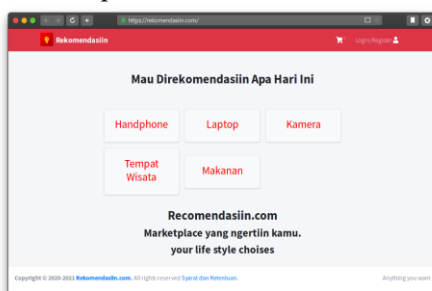 https://rekomendasiin.com/
Rekomendasiin
Login/Register
Mau Direkomendasiin Apa Hari Ini
Handphone
Laptop
Kamera
Tempat
Wisata
Makanan
Recomendasiin.com
Marketplace yang ngertiin kamu.
your life style choises
Copyright © 2020-2021 Rekomendasiin.com. All rights reserved Syarat dan Ketentuan.
Anything you want